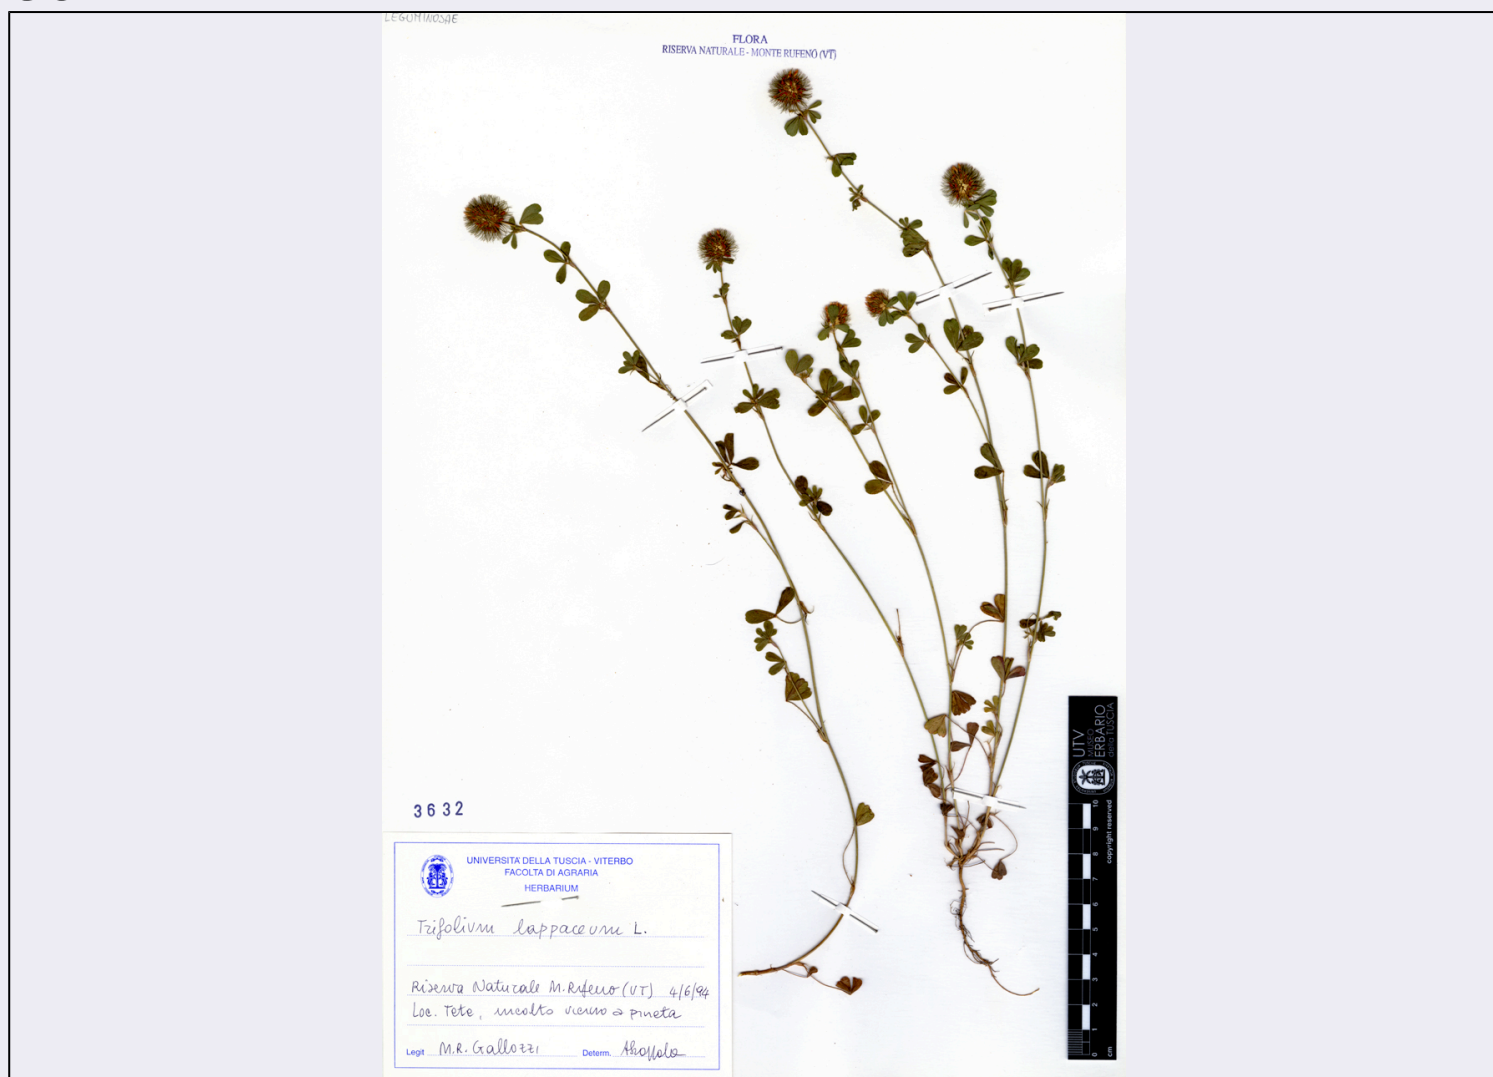 LEGUMINOSAE
FLORA
RISERVA NATURALE - MONTE RUFENO (VT)
3632
UNIVERSITA' DELLA TUSCIA - VITERBO
FACOLTA DI AGRARIA
HERBARIUM
Trifolium lappaceum L.
Riserva Naturale M. Rufeno (VT) 4/6/94
Loc. Tete, incolto vicino a pineta
Legit M.R. Gallozzi Determ.
UTV
MUSEO
ERBARIO
della TUSCIA
copyright reserved
10
9
8
7
6
5
4
3
2
1
0
cm